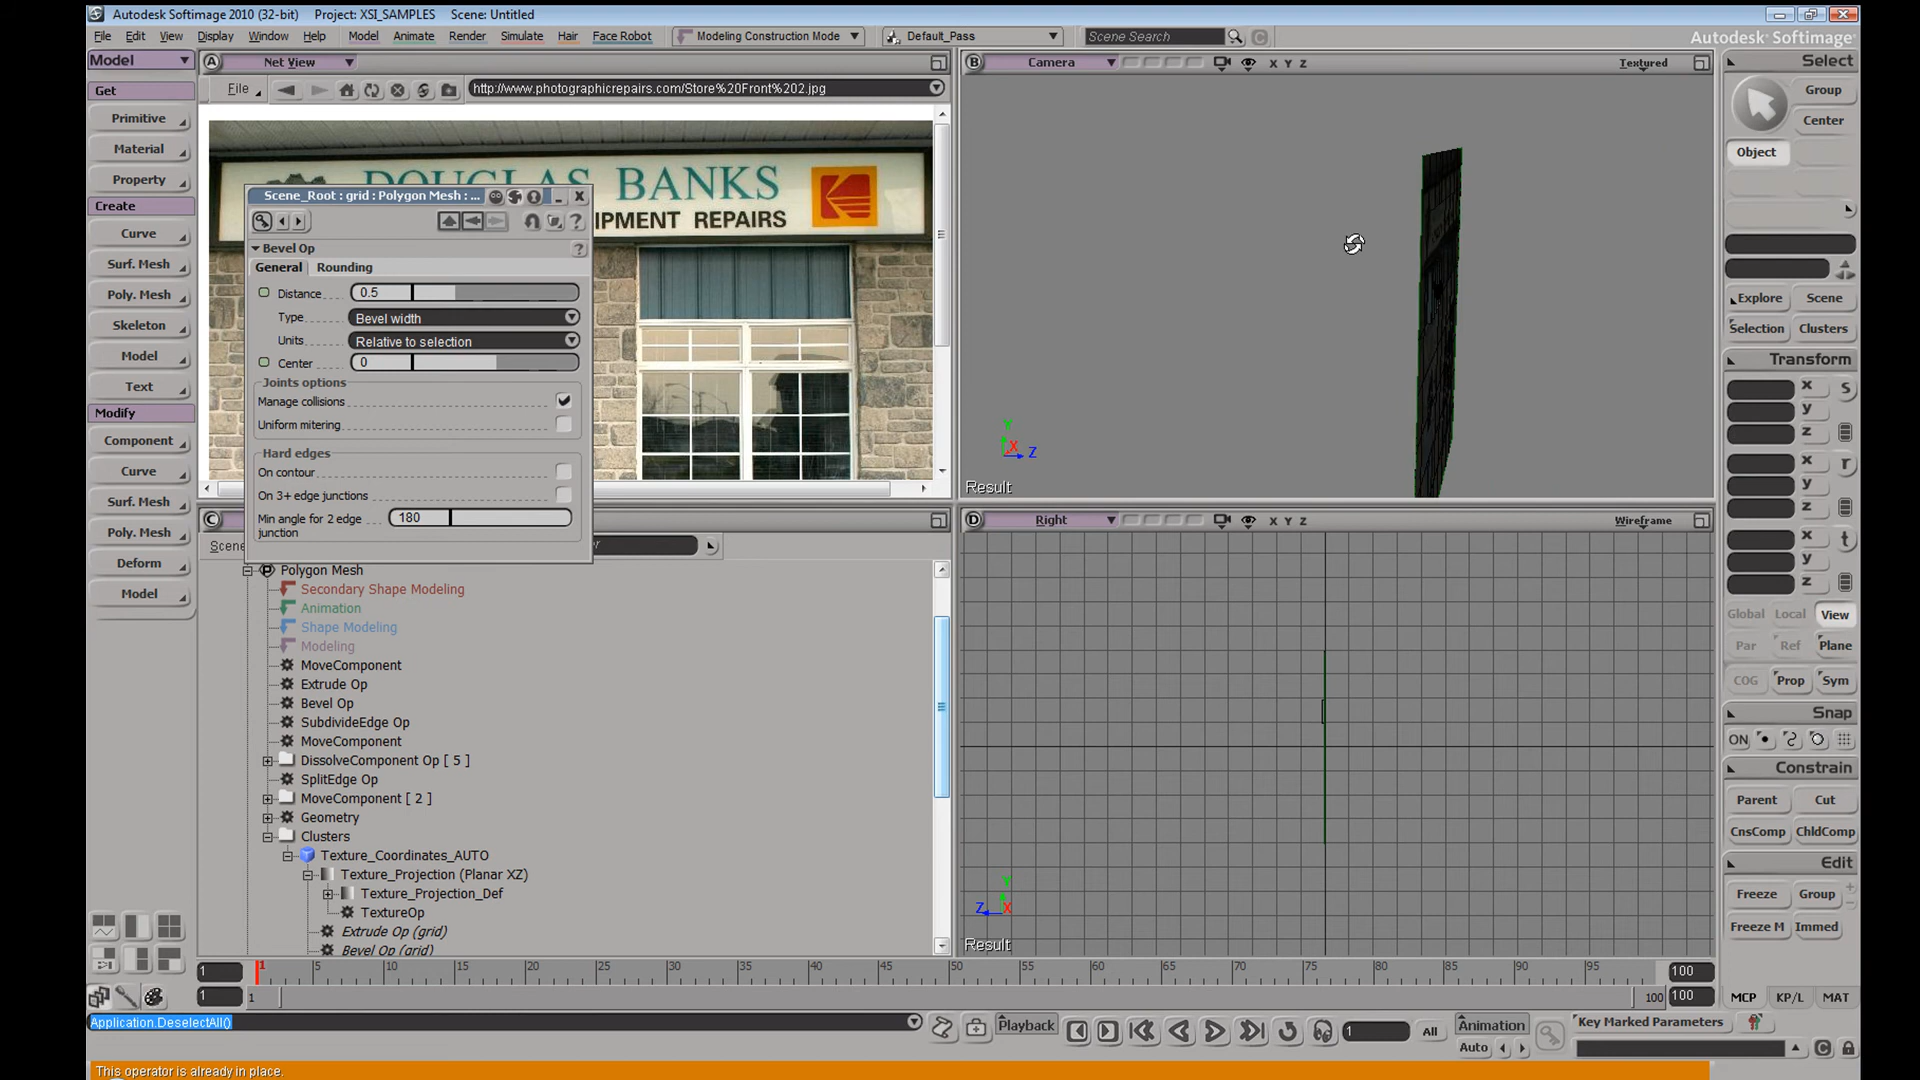 Autodesk Softimage 2010 (32-bit) Project: XSI_SAMPLES Scene: Untitled
File Edit View Display Window Help Model Animate Render Simulate Hair Face Robot Modeling Construction Mode Default_Pass Scene Search Autodesk Softimage
Model
Get
Primitive
Material
Property
Create
Curve
Surf. Mesh
Poly. Mesh
Skeleton
Model
Text
Modify
Component
Curve
Surf. Mesh
Poly. Mesh
Deform
Model
A Net View
File http://www.photographicrepairs.com/Store%20Front%202.jpg
DOUGLAS BANKS
IPMENT REPAIRS
Scene_Root : grid : Polygon Mesh : ...
Bevel Op
General Rounding
Distance 0.5
Type Bevel width
Units Relative to selection
Center 0
Joints options
Manage collisions
Uniform mitering
Hard edges
On contour
On 3+ edge junctions
Min angle for 2 edge junction 180
B Camera X Y Z Textured
Y X Z
Result
C
Scene
Polygon Mesh
Secondary Shape Modeling
Animation
Shape Modeling
Modeling
MoveComponent
Extrude Op
Bevel Op
SubdivideEdge Op
MoveComponent
DissolveComponent Op [ 5 ]
SplitEdge Op
MoveComponent [ 2 ]
Geometry
Clusters
Texture_Coordinates_AUTO
Texture_Projection (Planar XZ)
Texture_Projection_Def
TextureOp
Extrude Op (grid)
Bevel Op (grid)
D Right X Y Z Wireframe
Y Z X
Result
Select
Group
Center
Object
Explore Scene
Selection Clusters
Transform
x s
y
z
x r
y
z
x t
y
z
Global Local View
Par Ref Plane
COG Prop Sym
Snap
ON
Constrain
Parent Cut
CnsComp ChldComp
Edit
Freeze Group
Freeze M Immed
1 1 5 10 15 20 25 30 35 40 45 50 55 60 65 70 75 80 85 90 95 100
1 1 100 100 MCP KP/L MAT
Application.DeselectAll() Playback 1 All Animation Key Marked Parameters
Auto
This operator is already in place.